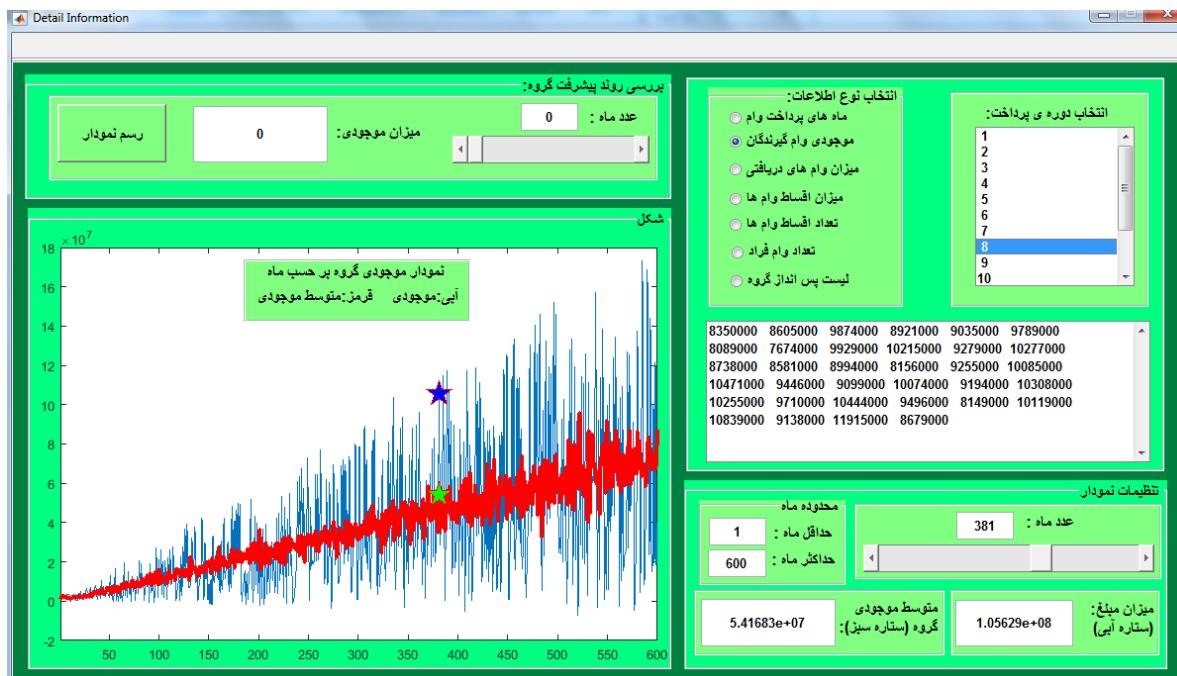 Detail Information
بررسی روند پیشرفت گروه:
عدد ماه :
0
میزان موجودی:
0
رسم نمودار
شکل
×10^7
نمودار موجودی گروه بر حسب ماه
آبی:موجودی قرمز:متوسط موجودی
18
16
14
12
10
8
6
4
2
0
-2
50 100 150 200 250 300 350 400 450 500 550 600
انتخاب نوع اطلاعات:
ماه های پرداخت وام
موجودی وام گیرندگان
میزان وام های دریافتی
میزان اقساط وام ها
تعداد اقساط وام ها
تعداد وام فراد
لیست پس انداز گروه
انتخاب دوره ی پرداخت:
1
2
3
4
5
6
7
8
9
10
8350000 8605000 9874000 8921000 9035000 9789000
8089000 7674000 9929000 10215000 9279000 10277000
8738000 8581000 8994000 8156000 9255000 10085000
10471000 9446000 9099000 10074000 9194000 10308000
10255000 9710000 10444000 9496000 8149000 10119000
10839000 9138000 11915000 8679000
تنظیمات نمودار
عدد ماه :
381
محدوده ماه
حداقل ماه :
1
حداکثر ماه :
600
میزان مبلغ:
(ستاره آبی)
1.05629e+08
متوسط موجودی
گروه (ستاره سبز):
5.41683e+07